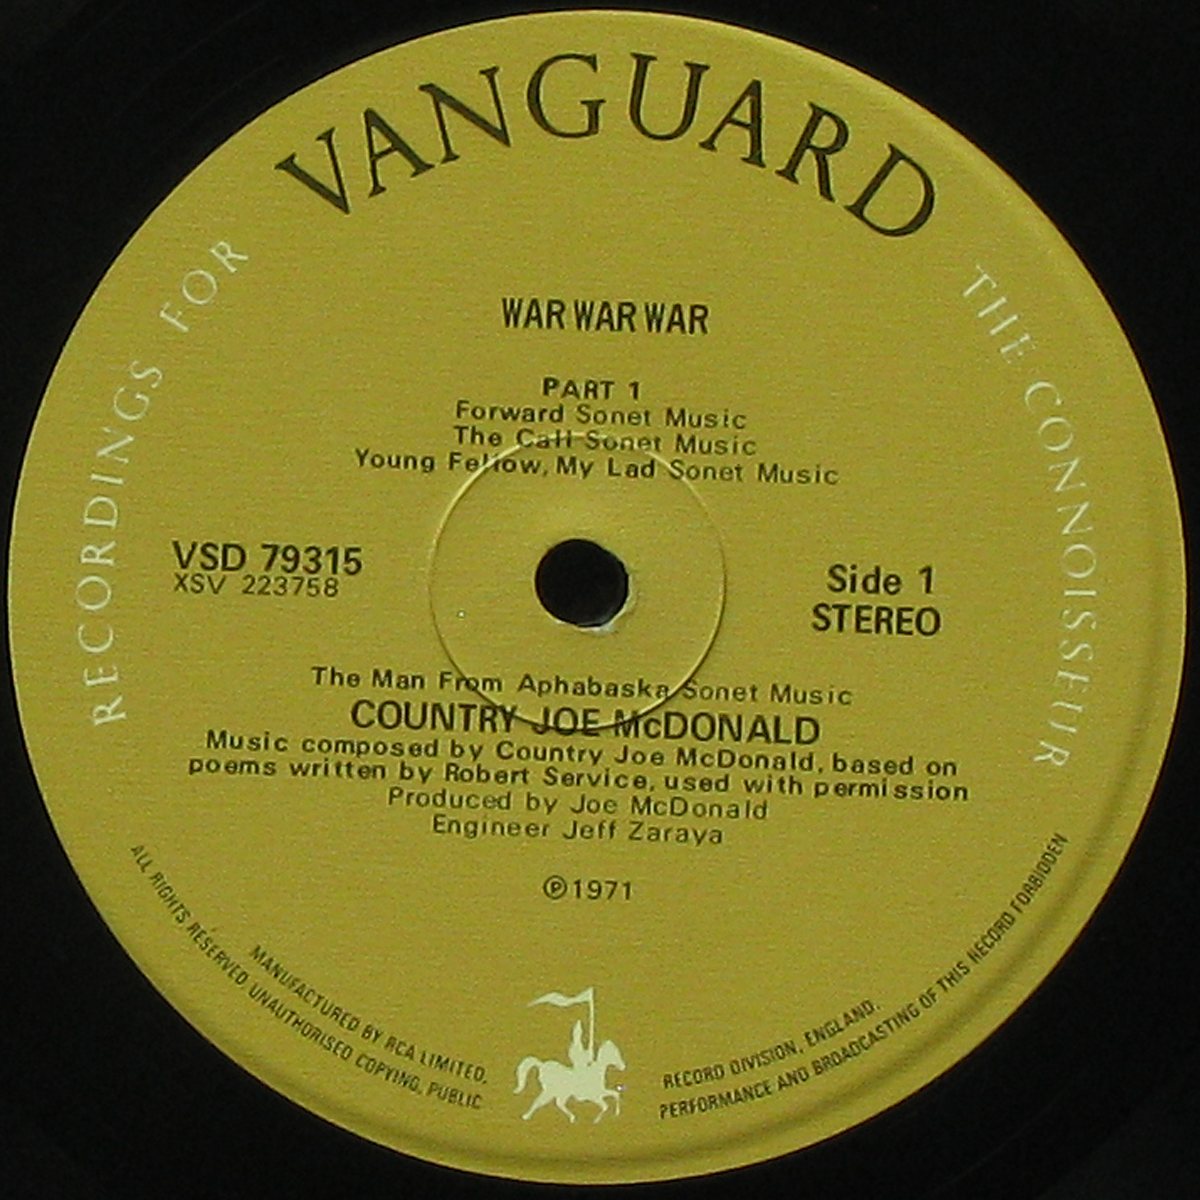 VANGUARD
RECORDINGS FOR
THE CONNOISSEUR
WAR WAR WAR
PART 1
Forward Sonet Music
The Call Sonet Music
Young Fellow, My Lad Sonet Music
VSD 79315
XSV 223758
Side 1
STEREO
The Man From Aphabaska Sonet Music
COUNTRY JOE McDONALD
Music composed by Country Joe McDonald, based on
poems written by Robert Service, used with permission
Produced by Joe McDonald
Engineer Jeff Zaraya
℗1971
MANUFACTURED BY RCA LIMITED,
RECORD DIVISION, ENGLAND.
ALL RIGHTS RESERVED. UNAUTHORISED COPYING, PUBLIC
PERFORMANCE AND BROADCASTING OF THIS RECORD FORBIDDEN